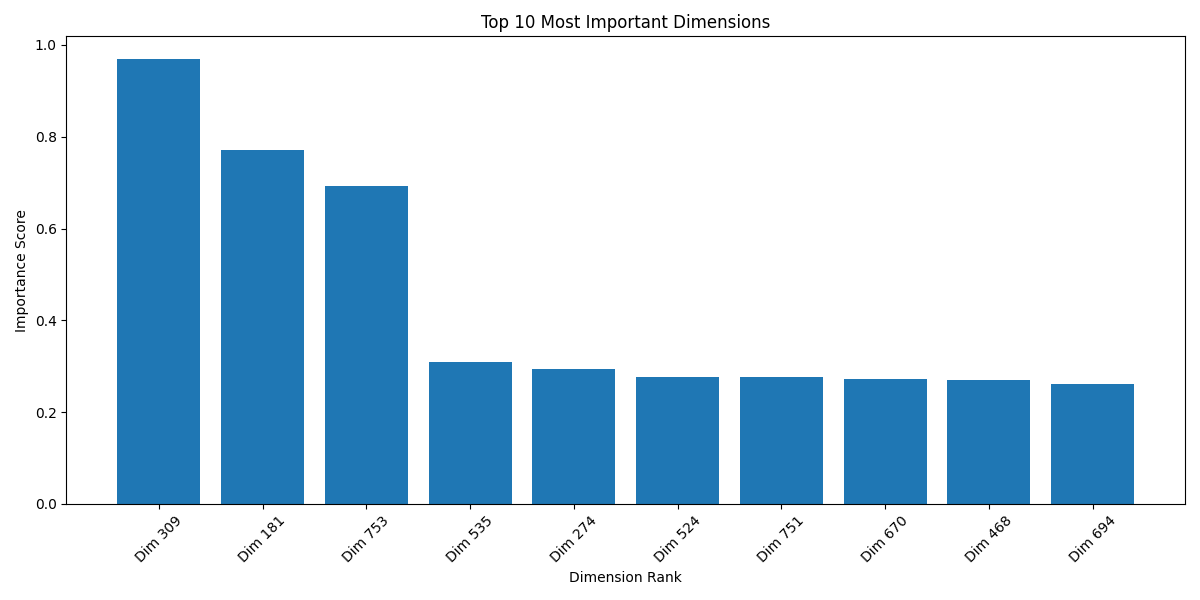 Top 10 Most Important Dimensions
Importance Score
1.0
0.8
0.6
0.4
0.2
0.0
Dim 309 Dim 181 Dim 753 Dim 535 Dim 274 Dim 524 Dim 751 Dim 670 Dim 468 Dim 694
Dimension Rank